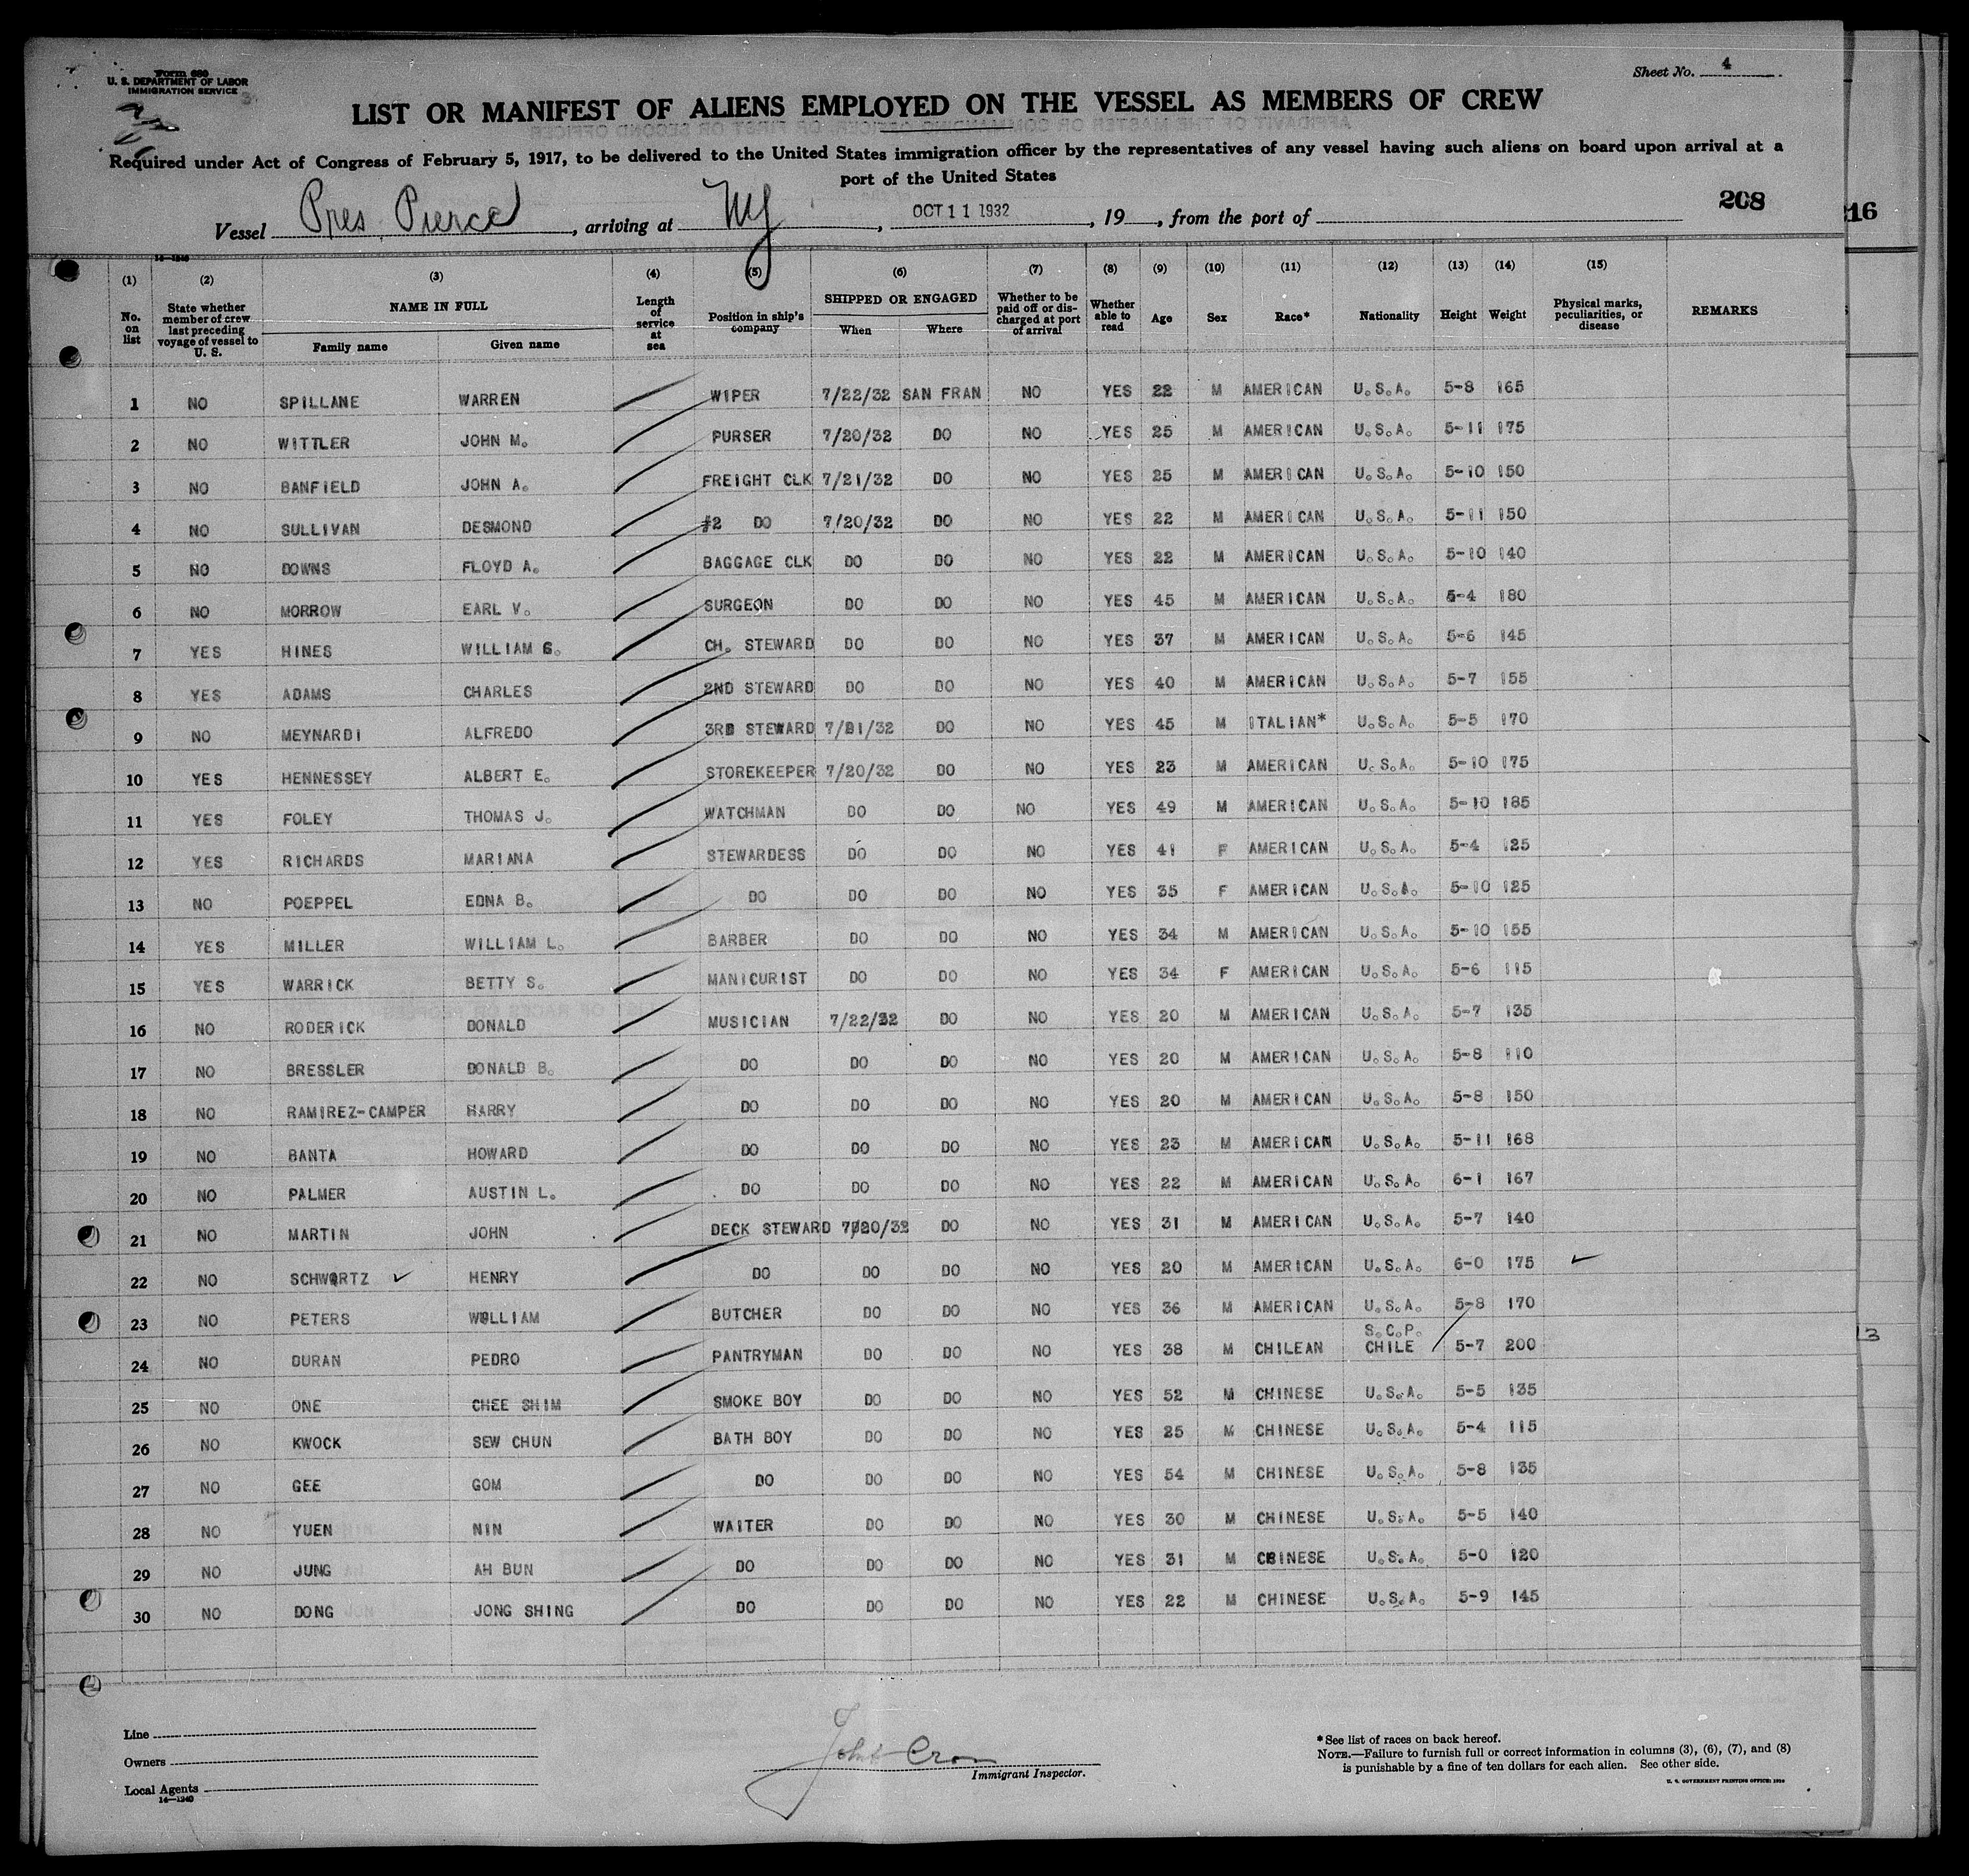 Form 680
U. S. DEPARTMENT OF LABOR
IMMIGRATION SERVICE
Sheet No. 4
LIST OR MANIFEST OF ALIENS EMPLOYED ON THE VESSEL AS MEMBERS OF CREW
Required under Act of Congress of February 5, 1917, to be delivered to the United States immigration officer by the representatives of any vessel having such aliens on board upon arrival at a
port of the United States
Vessel Pres. Pierce, arriving at NY, OCT 11 1932, 19__, from the port of
208
16
(1) (2) (3) (4) (5) (6) (7) (8) (9) (10) (11) (12) (13) (14) (15)
No. on list State whether member of crew last preceding voyage of vessel to U. S. NAME IN FULL Family name Given name Length of service at sea Position in ship's company SHIPPED OR ENGAGED When Where Whether to be paid off or discharged at port of arrival Whether able to read Age Sex Race* Nationality Height Weight Physical marks, peculiarities, or disease REMARKS
1 NO SPILLANE WARREN WIPER 7/22/32 SAN FRAN NO YES 22 M AMERICAN U.S.A. 5-8 165
2 NO WITTLER JOHN M. PURSER 7/20/32 DO NO YES 25 M AMERICAN U.S.A. 5-11 175
3 NO BANFIELD JOHN A. FREIGHT CLK 7/21/32 DO NO YES 25 M AMERICAN U.S.A. 5-10 150
4 NO SULLIVAN DESMOND #2 DO 7/20/32 DO NO YES 22 M AMERICAN U.S.A. 5-11 150
5 NO DOWNS FLOYD A. BAGGAGE CLK DO DO NO YES 22 M AMERICAN U.S.A. 5-10 140
6 NO MORROW EARL V. SURGEON DO DO NO YES 45 M AMERICAN U.S.A. 5-4 180
7 YES HINES WILLIAM G. CH. STEWARD DO DO NO YES 37 M AMERICAN U.S.A. 5-6 145
8 YES ADAMS CHARLES 2ND STEWARD DO DO NO YES 40 M AMERICAN U.S.A. 5-7 155
9 NO MEYNARDI ALFREDO 3RD STEWARD 7/21/32 DO NO YES 45 M ITALIAN* U.S.A. 5-5 170
10 YES HENNESSEY ALBERT E. STOREKEEPER 7/20/32 DO NO YES 23 M AMERICAN U.S.A. 5-10 175
11 YES FOLEY THOMAS J. WATCHMAN DO DO NO YES 49 M AMERICAN U.S.A. 5-10 185
12 YES RICHARDS MARIANA STEWARDESS DO DO NO YES 41 F AMERICAN U.S.A. 5-4 125
13 NO POEPPEL EDNA B. DO DO DO NO YES 35 F AMERICAN U.S.A. 5-10 125
14 YES MILLER WILLIAM L. BARBER DO DO NO YES 34 M AMERICAN U.S.A. 5-10 155
15 YES WARRICK BETTY S. MANICURIST DO DO NO YES 34 F AMERICAN U.S.A. 5-6 115
16 NO RODERICK DONALD MUSICIAN 7/22/32 DO NO YES 20 M AMERICAN U.S.A. 5-7 135
17 NO BRESSLER DONALD B. DO DO DO NO YES 20 M AMERICAN U.S.A. 5-8 110
18 NO RAMIREZ-CAMPER HARRY DO DO DO NO YES 20 M AMERICAN U.S.A. 5-8 150
19 NO BANTA HOWARD DO DO DO NO YES 23 M AMERICAN U.S.A. 5-11 168
20 NO PALMER AUSTIN L. DO DO DO NO YES 22 M AMERICAN U.S.A. 6-1 167
21 NO MARTIN JOHN DECK STEWARD 7/20/32 DO NO YES 31 M AMERICAN U.S.A. 5-7 140
22 NO SCHWARTZ ✓ HENRY DO DO DO NO YES 20 M AMERICAN U.S.A. 6-0 175 ✓
23 NO PETERS WILLIAM BUTCHER DO DO NO YES 36 M AMERICAN U.S.A. 5-8 170
24 NO DURAN PEDRO PANTRYMAN DO DO NO YES 38 M CHILEAN S.C.P. CHILE 5-7 200
25 NO ONE CHEE SHIM SMOKE BOY DO DO NO YES 52 M CHINESE U.S.A. 5-5 135
26 NO KWOCK SEW CHUN BATH BOY DO DO NO YES 25 M CHINESE U.S.A. 5-4 115
27 NO GEE GOM DO DO DO NO YES 54 M CHINESE U.S.A. 5-8 135
28 NO YUEN NIN WAITER DO DO NO YES 30 M CHINESE U.S.A. 5-5 140
29 NO JUNG AH BUN DO DO DO NO YES 31 M CHINESE U.S.A. 5-0 120
30 NO DONG JONG SHING DO DO DO NO YES 22 M CHINESE U.S.A. 5-9 145
13
Line
Owners
Local Agents
14—1240
Immigrant Inspector.
*See list of races on back hereof.
NOTE.—Failure to furnish full or correct information in columns (3), (6), (7), and (8)
is punishable by a fine of ten dollars for each alien. See other side.
U. S. GOVERNMENT PRINTING OFFICE: